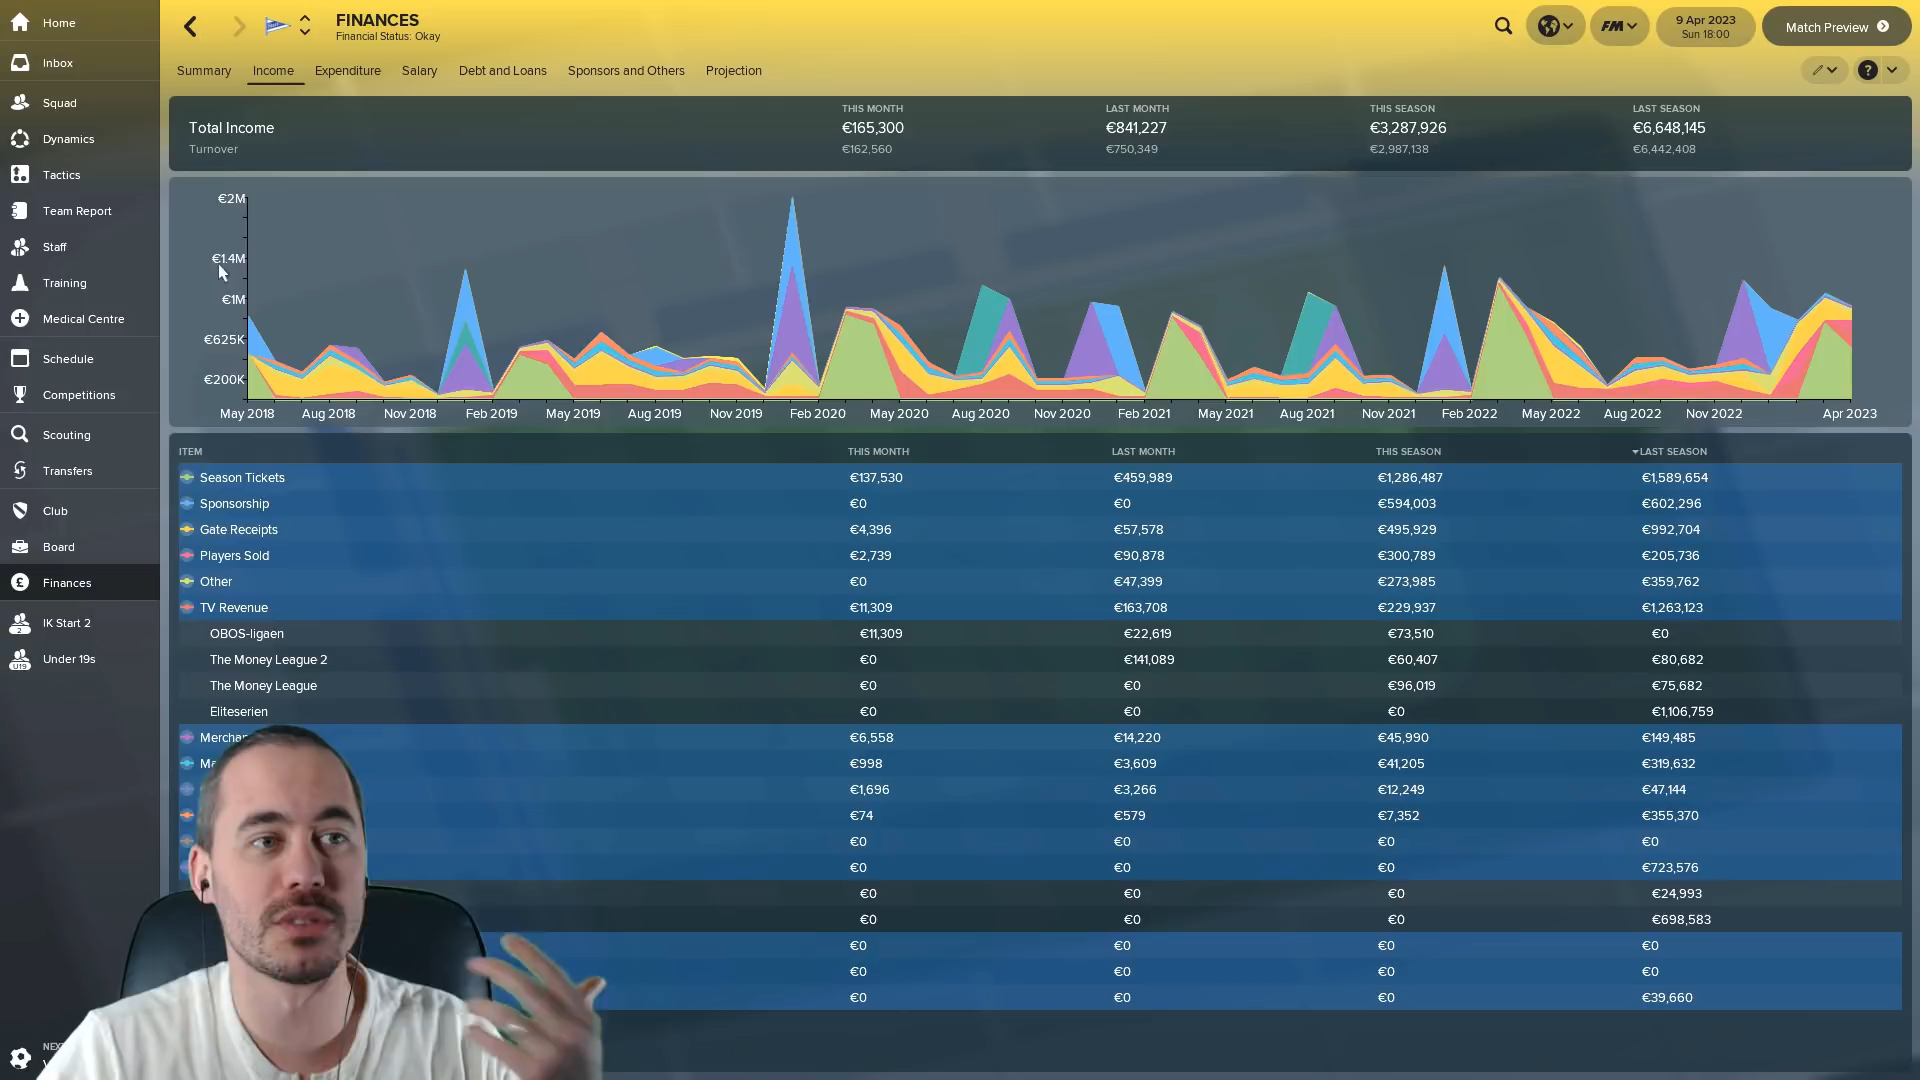 Home
Inbox
Squad
Dynamics
Tactics
Team Report
Staff
Training
Medical Centre
Schedule
Competitions
Scouting
Transfers
Club
Board
Finances
IK Start 2
Under 19s
FINANCES
Financial Status: Okay
FM
9 Apr 2023
Sun 18:00
Match Preview
Summary Income Expenditure Salary Debt and Loans Sponsors and Others Projection
THIS MONTH LAST MONTH THIS SEASON LAST SEASON
Total Income €165,300 €841,227 €3,287,926 €6,648,145
Turnover €162,560 €750,349 €2,987,138 €6,442,408
€2M
€1.4M
€1M
€625K
€200K
May 2018 Aug 2018 Nov 2018 Feb 2019 May 2019 Aug 2019 Nov 2019 Feb 2020 May 2020 Aug 2020 Nov 2020 Feb 2021 May 2021 Aug 2021 Nov 2021 Feb 2022 May 2022 Aug 2022 Nov 2022 Apr 2023
ITEM THIS MONTH LAST MONTH THIS SEASON LAST SEASON
Season Tickets €137,530 €459,989 €1,286,487 €1,589,654
Sponsorship €0 €0 €594,003 €602,296
Gate Receipts €4,396 €57,578 €495,929 €992,704
Players Sold €2,739 €90,878 €300,789 €205,736
Other €0 €47,399 €273,985 €359,762
TV Revenue €11,309 €163,708 €229,937 €1,263,123
OBOS-ligaen €11,309 €22,619 €73,510 €0
The Money League 2 €0 €141,089 €60,407 €80,682
The Money League €0 €0 €96,019 €75,682
Eliteserien €0 €0 €0 €1,106,759
Merchan €6,558 €14,220 €45,990 €149,485
Ma €998 €3,609 €41,205 €319,632
€1,696 €3,266 €12,249 €47,144
€74 €579 €7,352 €355,370
€0 €0 €0 €0
€0 €0 €0 €723,576
€0 €0 €0 €24,993
€0 €0 €0 €698,583
€0 €0 €0 €0
€0 €0 €0 €0
€0 €0 €0 €39,660